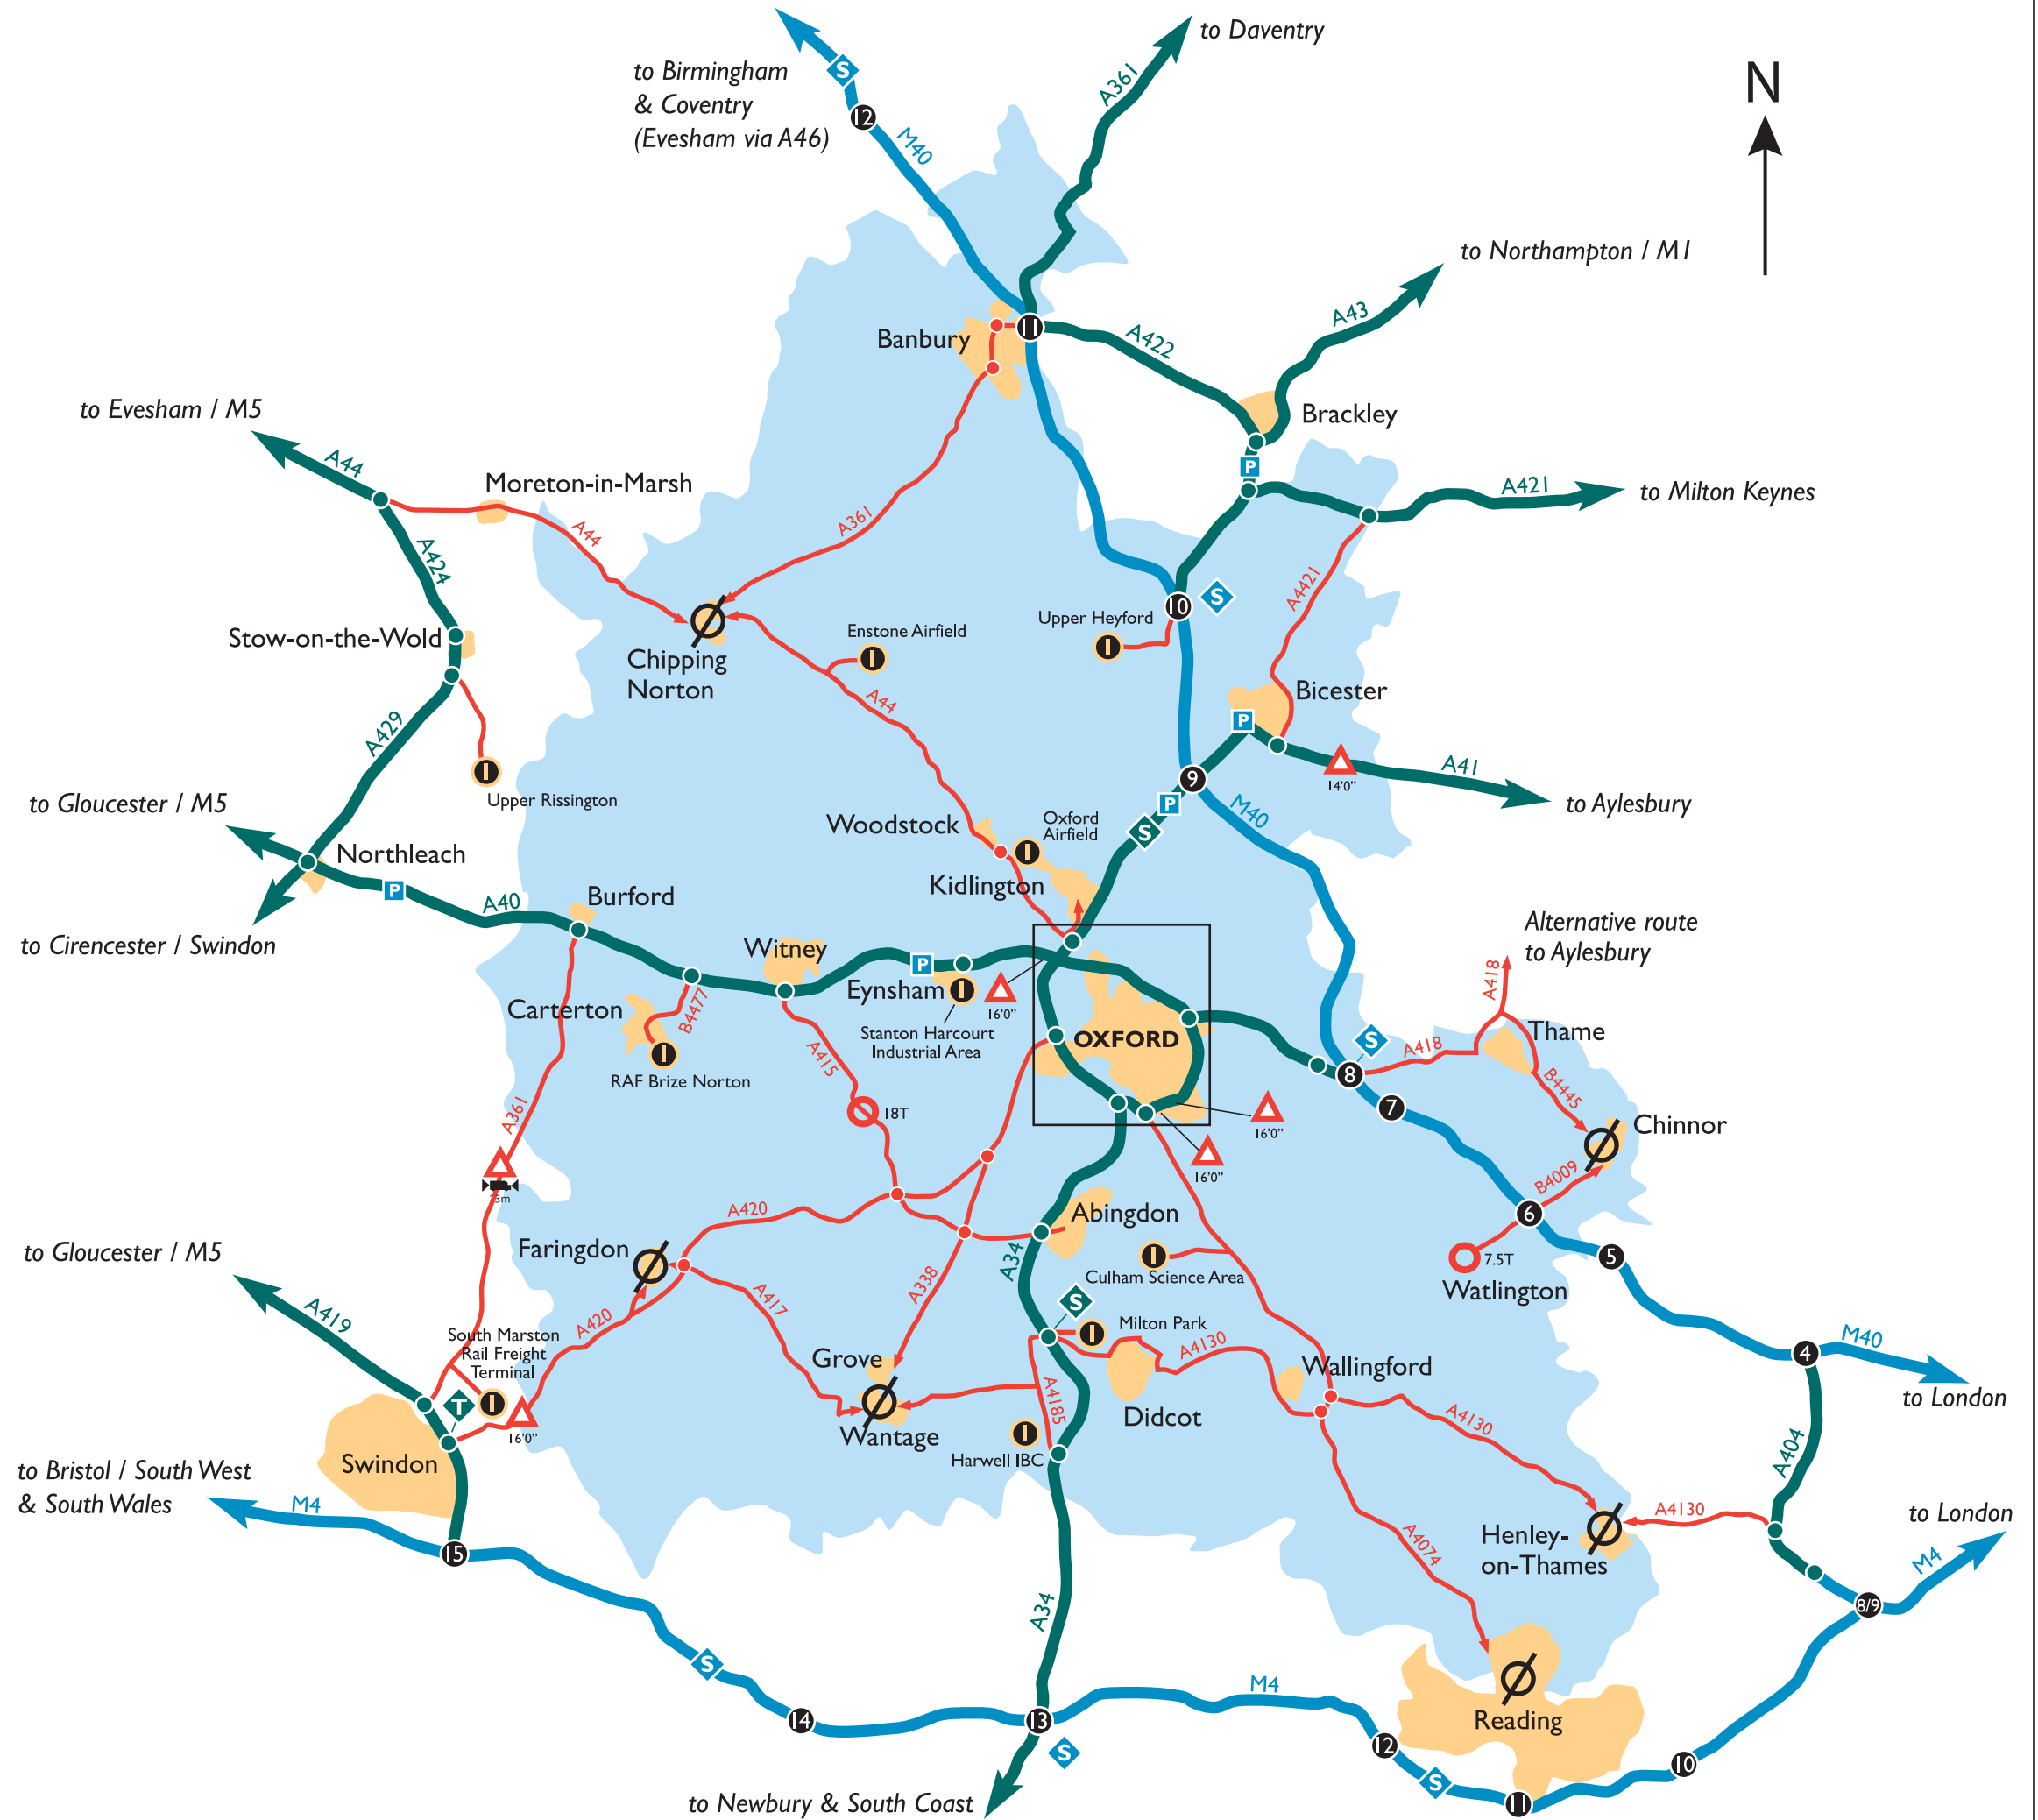 to Daventry
to Birmingham
& Coventry
(Evesham via A46)
S
12
M40
A361
N
to Northampton / M1
A43
Banbury
11
A422
to Evesham / M5
A44
Brackley
P
Moreton-in-Marsh
A44
A361
A421
to Milton Keynes
A424
A4421
10
S
Stow-on-the-Wold
Upper Heyford
Enstone Airfield
Chipping
Norton
A44
Bicester
P
A429
Upper Rissington
9
14'0"
A41
to Aylesbury
to Gloucester / M5
P
M40
S
Woodstock
Oxford
Airfield
Northleach
P
Kidlington
Burford
A40
to Cirencester / Swindon
Witney
P
Alternative route
to Aylesbury
A418
Eynsham
16'0"
Carterton
B4477
Stanton Harcourt
Industrial Area
OXFORD
S
A418
Thame
A415
RAF Brize Norton
8
7
B4445
18T
16'0"
A361
Chinnor
13m
16'0"
B4009
A420
Abingdon
6
to Gloucester / M5
Faringdon
A34
Culham Science Area
7.5T
5
Watlington
A338
A417
A419
S
A420
South Marston
Rail Freight
Terminal
Milton Park
A4130
M40
4
Grove
Wallingford
to London
T
A4185
Didcot
16'0"
Wantage
A4130
Harwell IBC
A404
Swindon
to Bristol / South West
& South Wales
M4
A4130
to London
Henley-
on-Thames
A4074
15
M4
A34
8/9
S
Reading
M4
14
13
S
12
10
S
11
to Newbury & South Coast